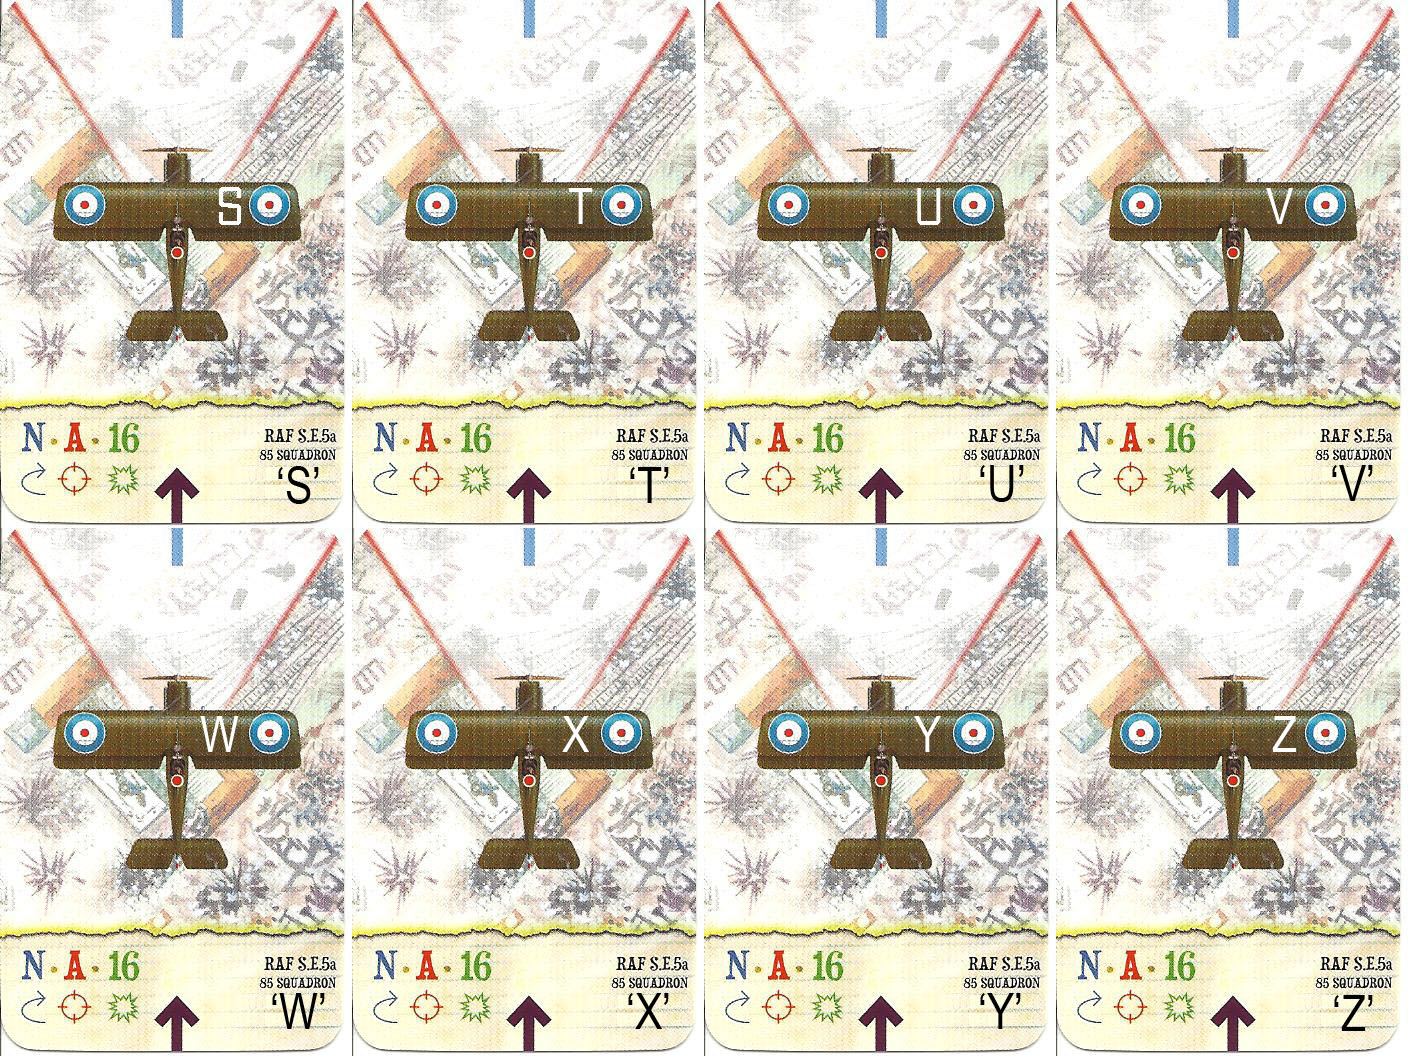 S
N·A·16
RAF S.E.5a
85 SQUADRON
‘S’
T
N·A·16
RAF S.E.5a
85 SQUADRON
‘T’
U
N·A·16
RAF S.E.5a
85 SQUADRON
‘U’
V
N·A·16
RAF S.E.5a
85 SQUADRON
‘V’
W
N·A·16
RAF S.E.5a
85 SQUADRON
‘W’
X
N·A·16
RAF S.E.5a
85 SQUADRON
‘X’
Y
N·A·16
RAF S.E.5a
85 SQUADRON
‘Y’
Z
N·A·16
RAF S.E.5a
85 SQUADRON
‘Z’